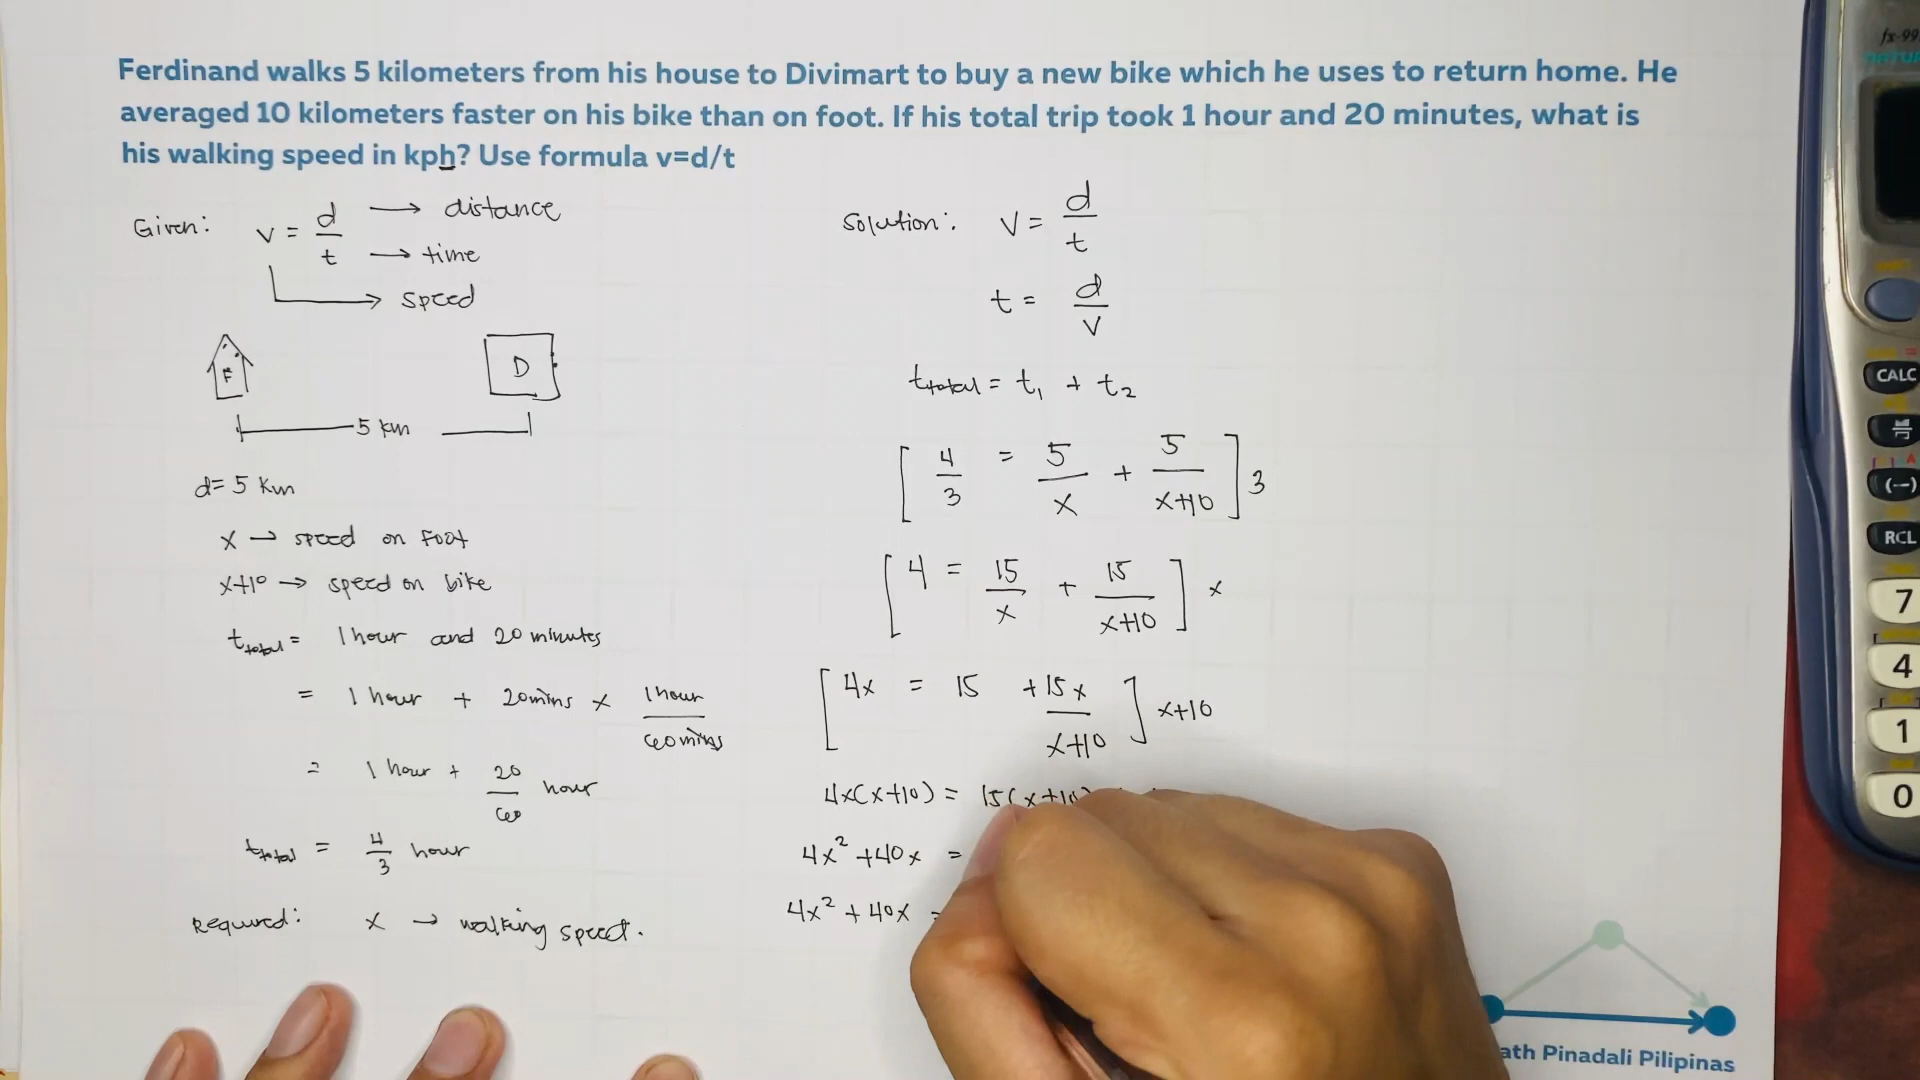 Ferdinand walks 5 kilometers from his house to Divimart to buy a new bike which he uses to return home. He
averaged 10 kilometers faster on his bike than on foot. If his total trip took 1 hour and 20 minutes, what is
his walking speed in kph? Use formula v=d/t
Given: v = d/t → distance
→ time
→ speed
F D
5 km
d= 5 km
x → speed on foot
x+10 → speed on bike
t total = 1 hour and 20 minutes
= 1 hour + 20mins x 1 hour/60mins
= 1 hour + 20/60 hour
t total = 4/3 hour
Required: x → walking speed.
Solution: v = d/t
t = d/v
t total = t1 + t2
[ 4/3 = 5/x + 5/x+10 ] 3
[ 4 = 15/x + 15/x+10 ] x
[ 4x = 15 + 15x/x+10 ] x+10
4x(x+10) = 15(x+10)
4x² +40x =
4x² + 40x =
ath Pinadali Pilipinas
fx-99
CALC
(−)
RCL
7
4
1
0